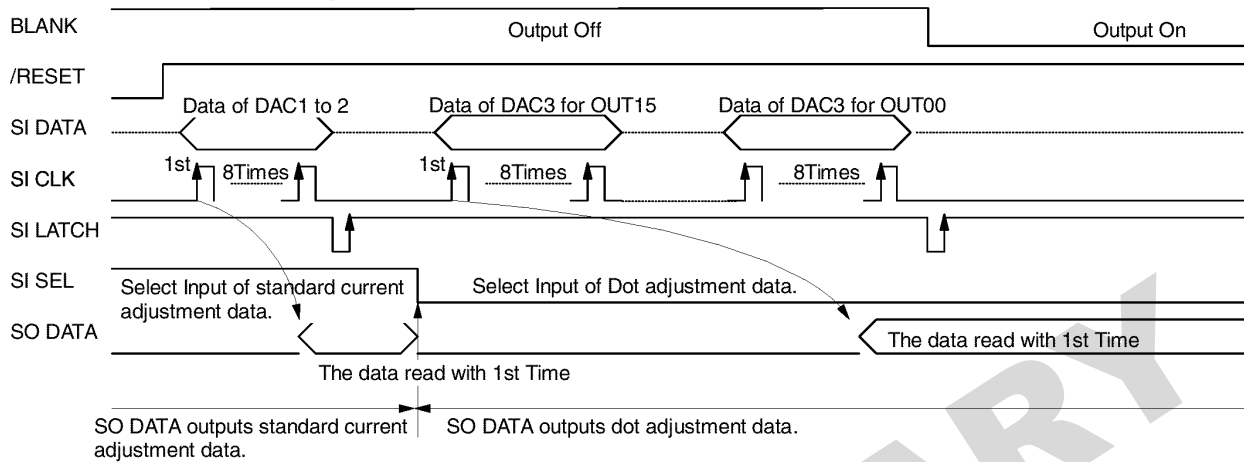 BLANK
Output Off
Output On
/RESET
Data of DAC1 to 2
Data of DAC3 for OUT15
Data of DAC3 for OUT00
SI DATA
1st
8Times
1st
8Times
8Times
SI CLK
SI LATCH
SI SEL
Select Input of standard current
adjustment data.
Select Input of Dot adjustment data.
SO DATA
The data read with 1st Time
The data read with 1st Time
SO DATA outputs standard current
adjustment data.
SO DATA outputs dot adjustment data.
ARY